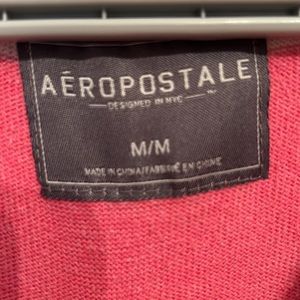 AÉROPOSTALE
DESIGNED IN NYC
M/M
MADE IN CHINA/FABRIQUÉ EN CHINE